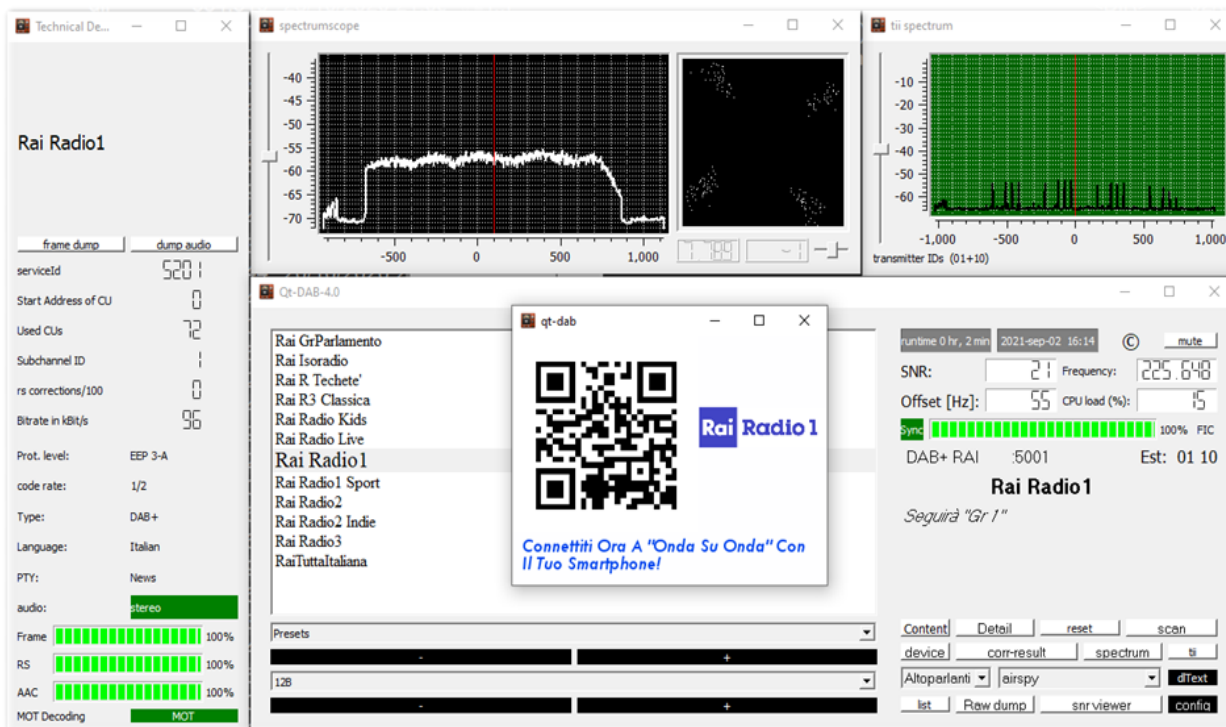 Technical De...
Rai Radio1
frame dump dump audio
serviceId 5201
Start Address of CU 0
Used CUs 72
Subchannel ID 1
rs corrections/100 0
Bitrate in kBit/s 96
Prot. level: EEP 3-A
code rate: 1/2
Type: DAB+
Language: Italian
PTY: News
audio: stereo
Frame 100%
RS 100%
AAC 100%
MOT Decoding MOT
spectrumscope
-40
-45
-50
-55
-60
-65
-70
-500 0 500 1,000
tii spectrum
-10
-20
-30
-40
-50
-60
-1,000 -500 0 500 1,000
transmitter IDs (01+10)
Qt-DAB-4.0
Rai GrParlamento
Rai Isoradio
Rai R Techete'
Rai R3 Classica
Rai Radio Kids
Rai Radio Live
Rai Radio1
Rai Radio1 Sport
Rai Radio2
Rai Radio2 Indie
Rai Radio3
RaiTuttaItaliana
Presets
- +
12B
- +
qt-dab
Rai Radio 1
Connettiti Ora A "Onda Su Onda" Con
Il Tuo Smartphone!
runtime 0 hr, 2 min 2021-sep-02 16:14 © mute
SNR: 21 Frequency: 225.648
Offset [Hz]: 55 CPU load (%): 15
Sync 100% FIC
DAB+ RAI :5001 Est: 01 10
Rai Radio1
Seguirà "Gr 1"
Content Detail reset scan
device corr-result spectrum tii
Altoparlanti airspy dlText
list Raw dump snr viewer config